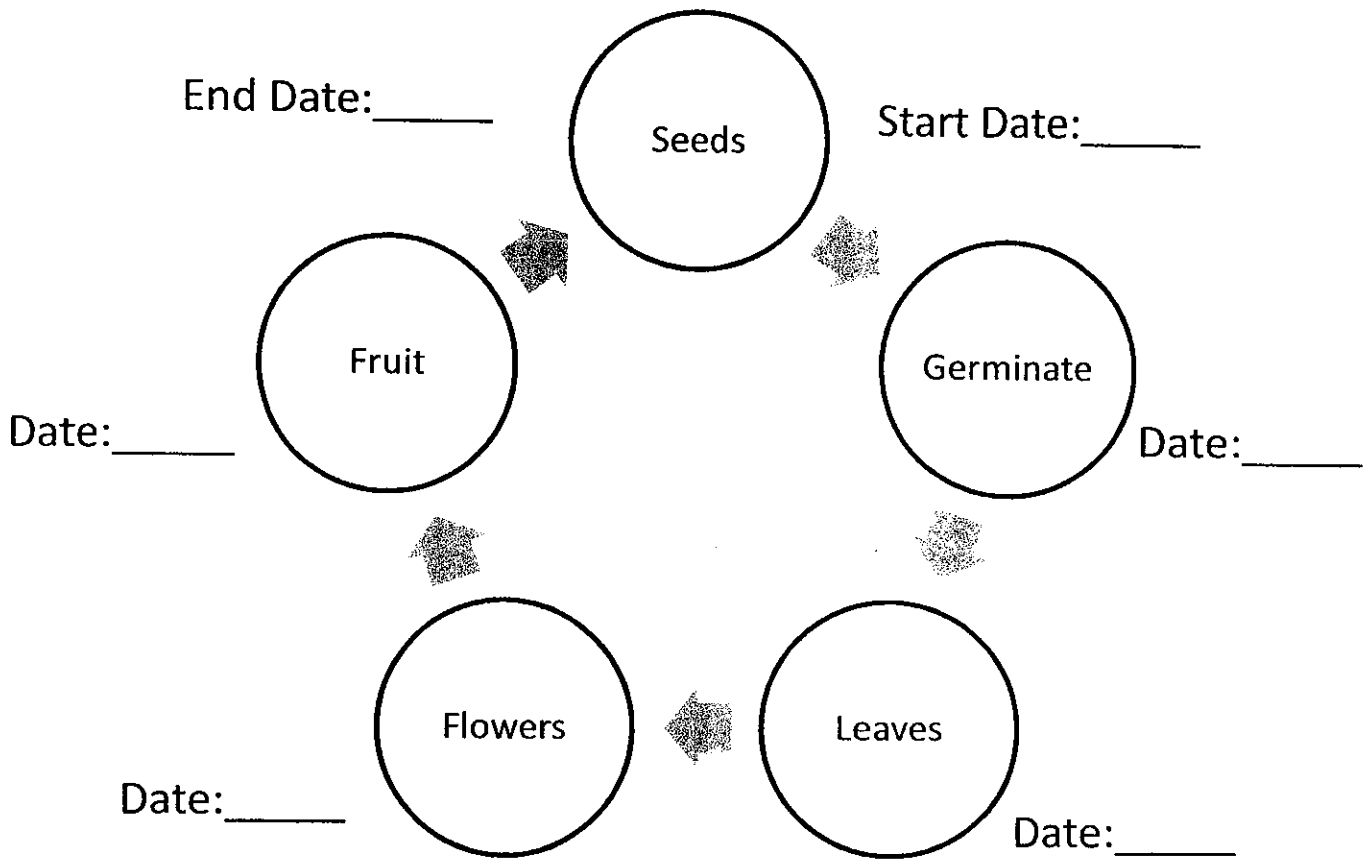 End Date:_____
Seeds
Start Date:_____
Fruit
Germinate
Date:_____
Date:_____
Flowers
Leaves
Date:_____
Date:_____